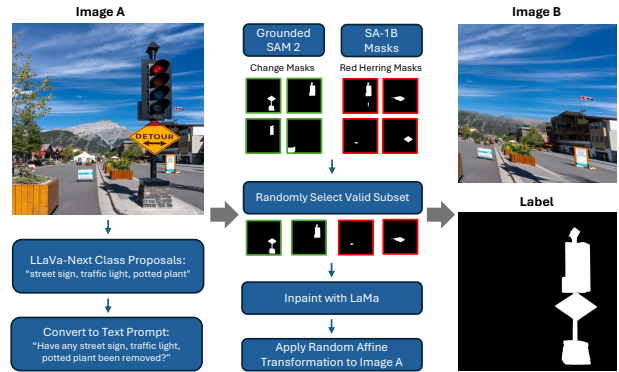 Image A
DETOUR
LLaVa-Next Class Proposals:
"street sign, traffic light, potted plant"
Convert to Text Prompt:
"Have any street sign, traffic light,
potted plant been removed?"
Grounded
SAM 2
SA-1B
Masks
Change Masks
Red Herring Masks
Randomly Select Valid Subset
Inpaint with LaMa
Apply Random Affine
Transformation to Image A
Image B
Label